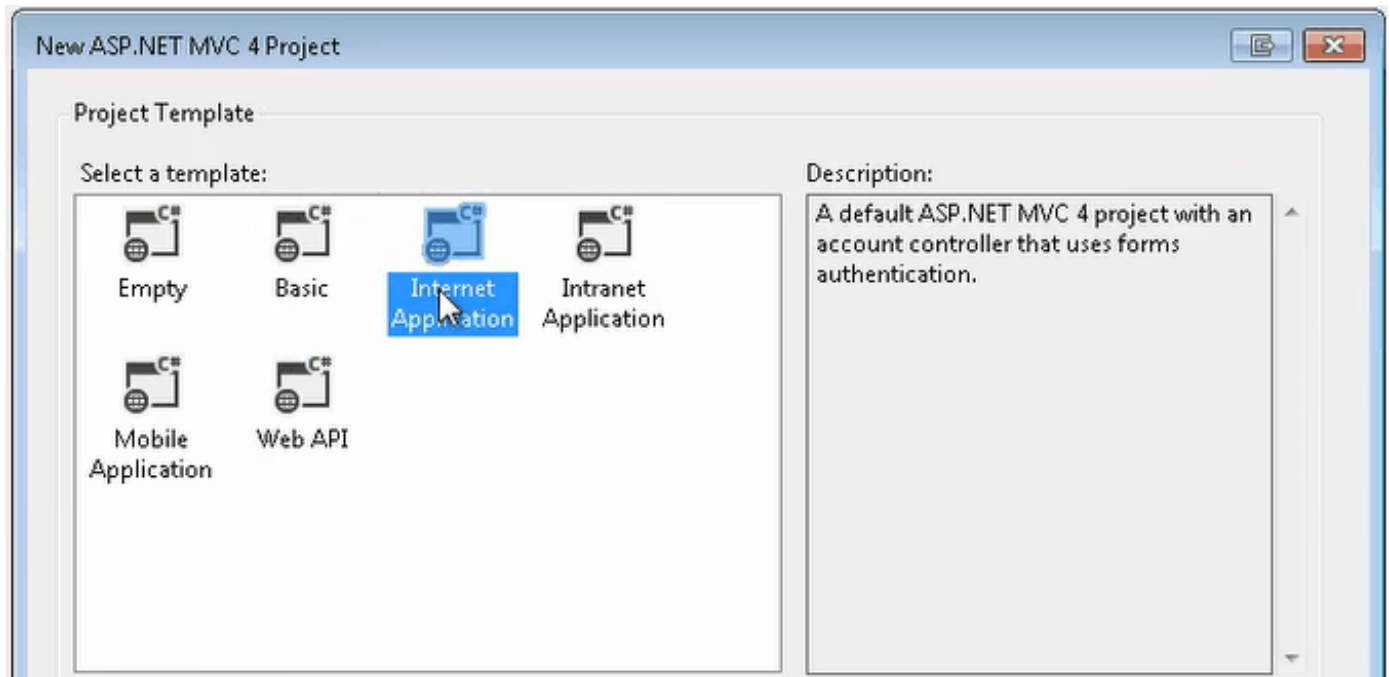 New ASP.NET MVC 4 Project
Project Template
Select a template:
Description:
C# C# C# C#
Empty Basic Internet Intranet
Application Application
A default ASP.NET MVC 4 project with an
account controller that uses forms
authentication.
C# C#
Mobile Web API
Application